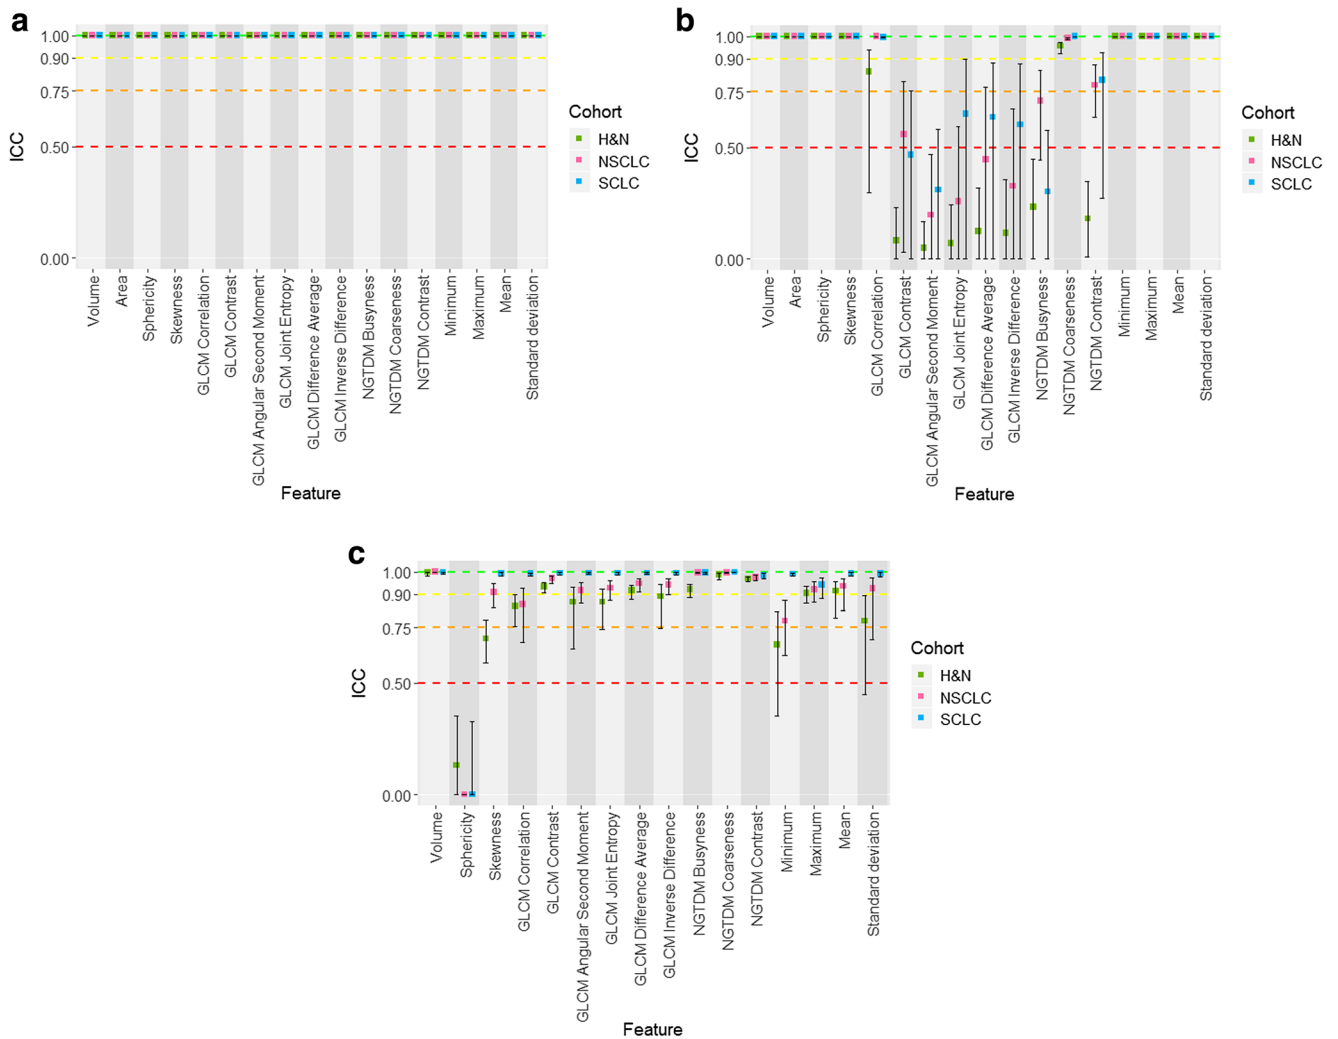 a
ICC
1.00
0.90
0.75
0.50
0.00
Volume
Area
Sphericity
Skewness
GLCM Correlation
GLCM Contrast
GLCM Angular Second Moment
GLCM Joint Entropy
GLCM Difference Average
GLCM Inverse Difference
NGTDM Busyness
NGTDM Coarseness
NGTDM Contrast
Minimum
Maximum
Mean
Standard deviation
Feature
Cohort
H&N
NSCLC
SCLC
b
ICC
1.00
0.90
0.75
0.50
0.00
Volume
Area
Sphericity
Skewness
GLCM Correlation
GLCM Contrast
GLCM Angular Second Moment
GLCM Joint Entropy
GLCM Difference Average
GLCM Inverse Difference
NGTDM Busyness
NGTDM Coarseness
NGTDM Contrast
Minimum
Maximum
Mean
Standard deviation
Feature
Cohort
H&N
NSCLC
SCLC
c
ICC
1.00
0.90
0.75
0.50
0.00
Volume
Sphericity
Skewness
GLCM Correlation
GLCM Contrast
GLCM Angular Second Moment
GLCM Joint Entropy
GLCM Difference Average
GLCM Inverse Difference
NGTDM Busyness
NGTDM Coarseness
NGTDM Contrast
Minimum
Maximum
Mean
Standard deviation
Feature
Cohort
H&N
NSCLC
SCLC